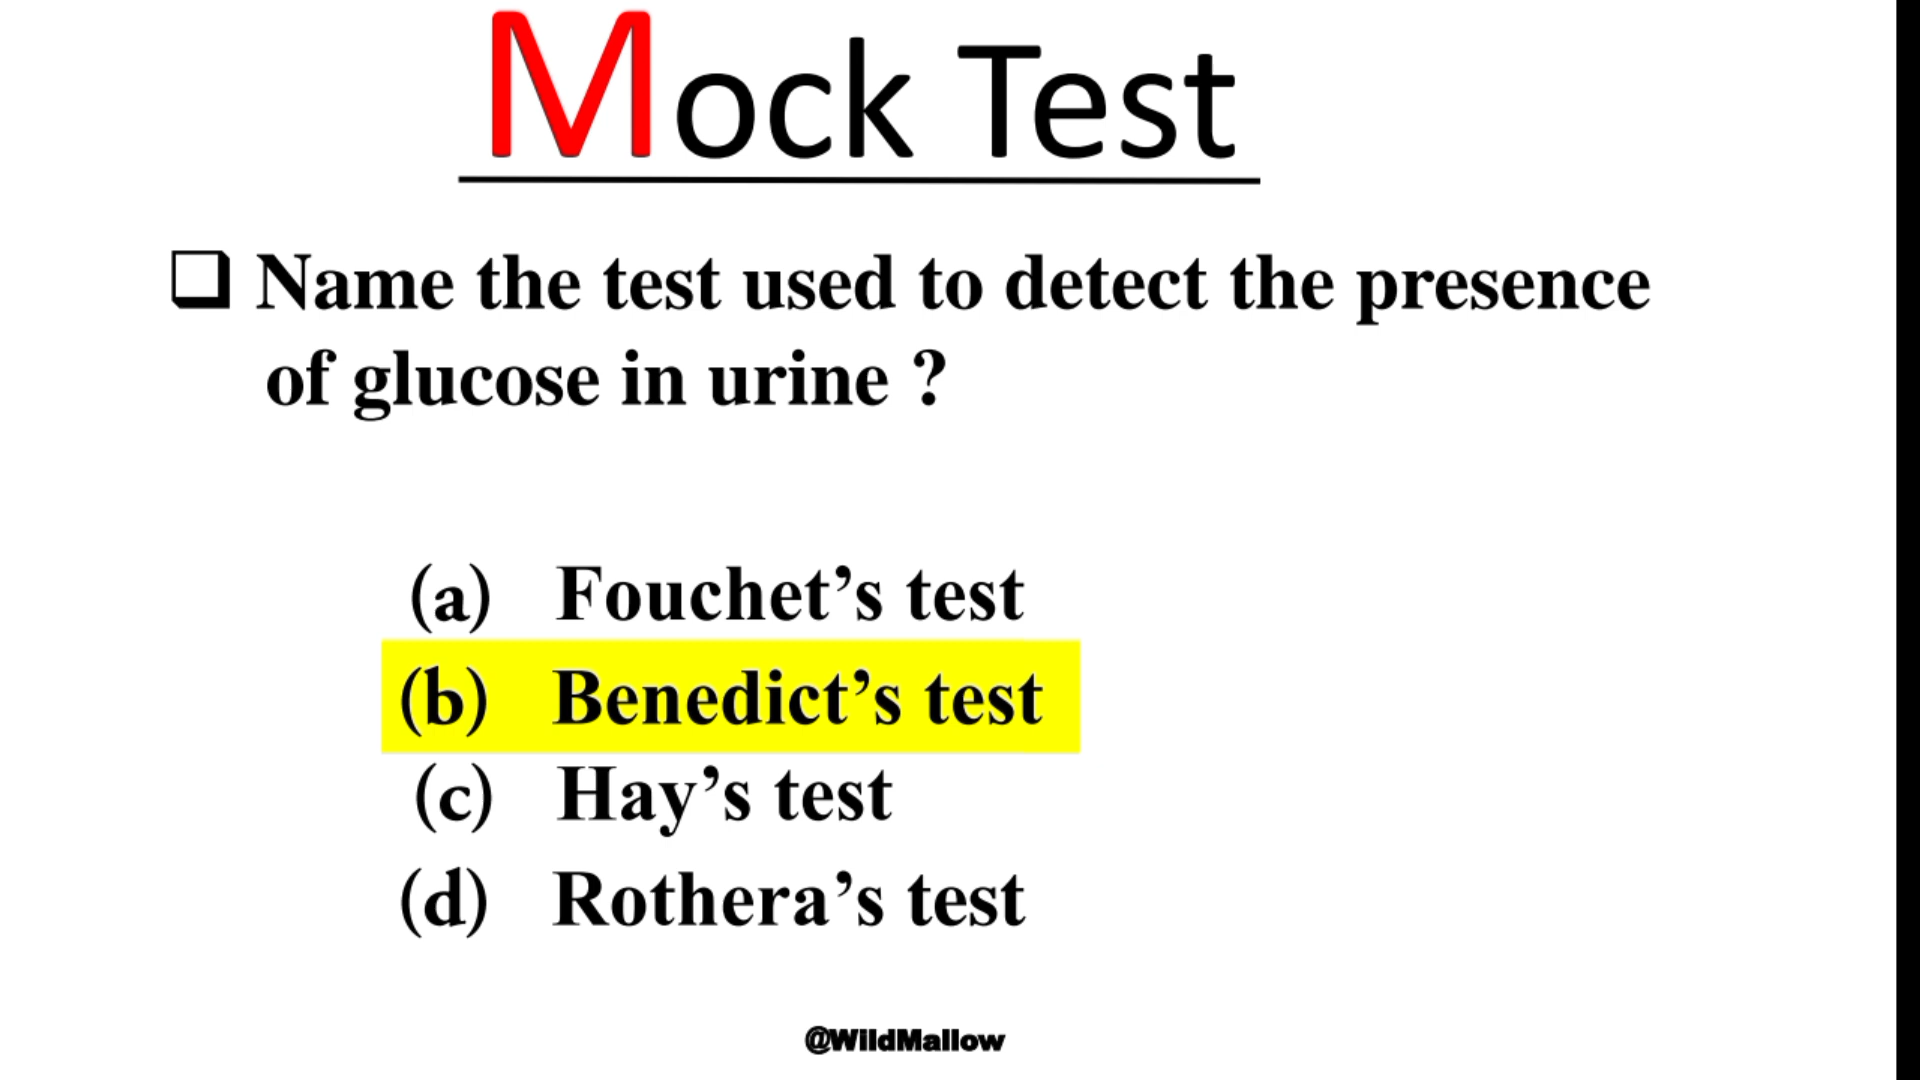 Mock Test
❑ Name the test used to detect the presence
of glucose in urine ?
(a) Fouchet’s test
(b) Benedict’s test
(c) Hay’s test
(d) Rothera’s test
@WildMallow